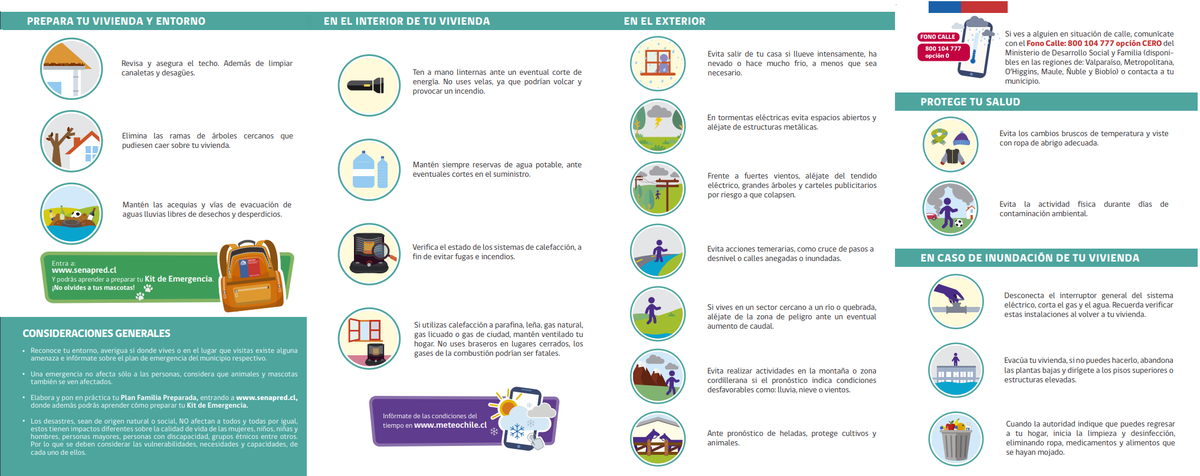 PREPARA TU VIVIENDA Y ENTORNO
Revisa y asegura el techo. Además de limpiar
canaletas y desagües.
Elimina las ramas de árboles cercanos que
pudiesen caer sobre tu vivienda.
Mantén las acequias y vías de evacuación de
aguas lluvias libres de desechos y desperdicios.
Entra a:
www.senapred.cl
Y podrás aprender a preparar tu Kit de Emergencia.
¡No olvides a tus mascotas!
CONSIDERACIONES GENERALES
• Reconoce tu entorno, averigua si donde vives o en el lugar que visitas existe alguna
amenaza e infórmate sobre el plan de emergencia del municipio respectivo.
• Una emergencia no afecta sólo a las personas, considera que animales y mascotas
también se ven afectados.
• Elabora y pon en práctica tu Plan Familia Preparada, entrando a www.senapred.cl,
donde además podrás aprender cómo preparar tu Kit de Emergencia.
• Los desastres, sean de origen natural o social, NO afectan a todos y todas por igual,
estos tienen impactos diferentes sobre la calidad de vida de las mujeres, niños, niñas y
hombres, personas mayores, personas con discapacidad, grupos étnicos entre otros.
Por lo que se deben considerar las vulnerabilidades, necesidades y capacidades, de
cada uno de ellos.
EN EL INTERIOR DE TU VIVIENDA
Ten a mano linternas ante un eventual corte de
energía. No uses velas, ya que podrían volcar y
provocar un incendio.
Mantén siempre reservas de agua potable, ante
eventuales cortes en el suministro.
Verifica el estado de los sistemas de calefacción, a
fin de evitar fugas e incendios.
Si utilizas calefacción a parafina, leña, gas natural,
gas licuado o gas de ciudad, mantén ventilado tu
hogar. No uses braseros en lugares cerrados, los
gases de la combustión podrían ser fatales.
Infórmate de las condiciones del
tiempo en www.meteochile.cl
EN EL EXTERIOR
Evita salir de tu casa si llueve intensamente, ha
nevado o hace mucho frío, a menos que sea
necesario.
En tormentas eléctricas evita espacios abiertos y
aléjate de estructuras metálicas.
Frente a fuertes vientos, aléjate del tendido
eléctrico, grandes árboles y carteles publicitarios
por riesgo a que colapsen.
Evita acciones temerarias, como cruce de pasos a
desnivel o calles anegadas o inundadas.
Si vives en un sector cercano a un río o quebrada,
aléjate de la zona de peligro ante un eventual
aumento de caudal.
Evita realizar actividades en la montaña o zona
cordillerana si el pronóstico indica condiciones
desfavorables como: lluvia, nieve o vientos.
Ante pronóstico de heladas, protege cultivos y
animales.
FONO CALLE
800 104 777
opción 0
Si ves a alguien en situación de calle, comunícate
con el Fono Calle: 800 104 777 opción CERO del
Ministerio de Desarrollo Social y Familia (disponi-
bles en las regiones de: Valparaíso, Metropolitana,
O'Higgins, Maule, Ñuble y Biobío) o contacta a tu
municipio.
PROTEGE TU SALUD
Evita los cambios bruscos de temperatura y viste
con ropa de abrigo adecuada.
Evita la actividad física durante días de
contaminación ambiental.
EN CASO DE INUNDACIÓN DE TU VIVIENDA
Desconecta el interruptor general del sistema
eléctrico, corta el gas y el agua. Recuerda verificar
estas instalaciones al volver a tu vivienda.
Evacúa tu vivienda, si no puedes hacerlo, abandona
las plantas bajas y dirígete a los pisos superiores o
estructuras elevadas.
Cuando la autoridad indique que puedes regresar
a tu hogar, inicia la limpieza y desinfección,
eliminando ropa, medicamentos y alimentos que
se hayan mojado.